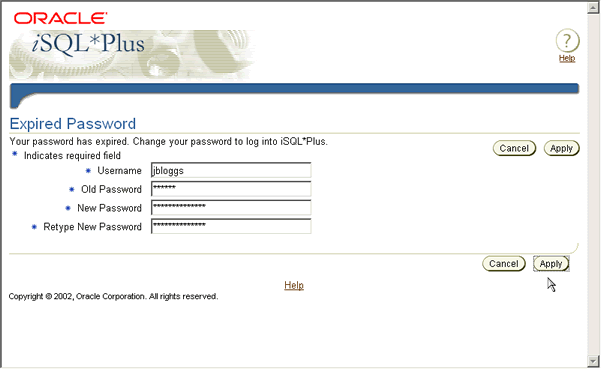 ORACLE
iSQL*Plus
?
Help
Expired Password
Your password has expired. Change your password to log into iSQL*Plus.
* Indicates required field
Cancel Apply
* Username jbloggs
* Old Password ******
* New Password **************
* Retype New Password **************
Cancel Apply
Help
Copyright © 2002, Oracle Corporation. All rights reserved.